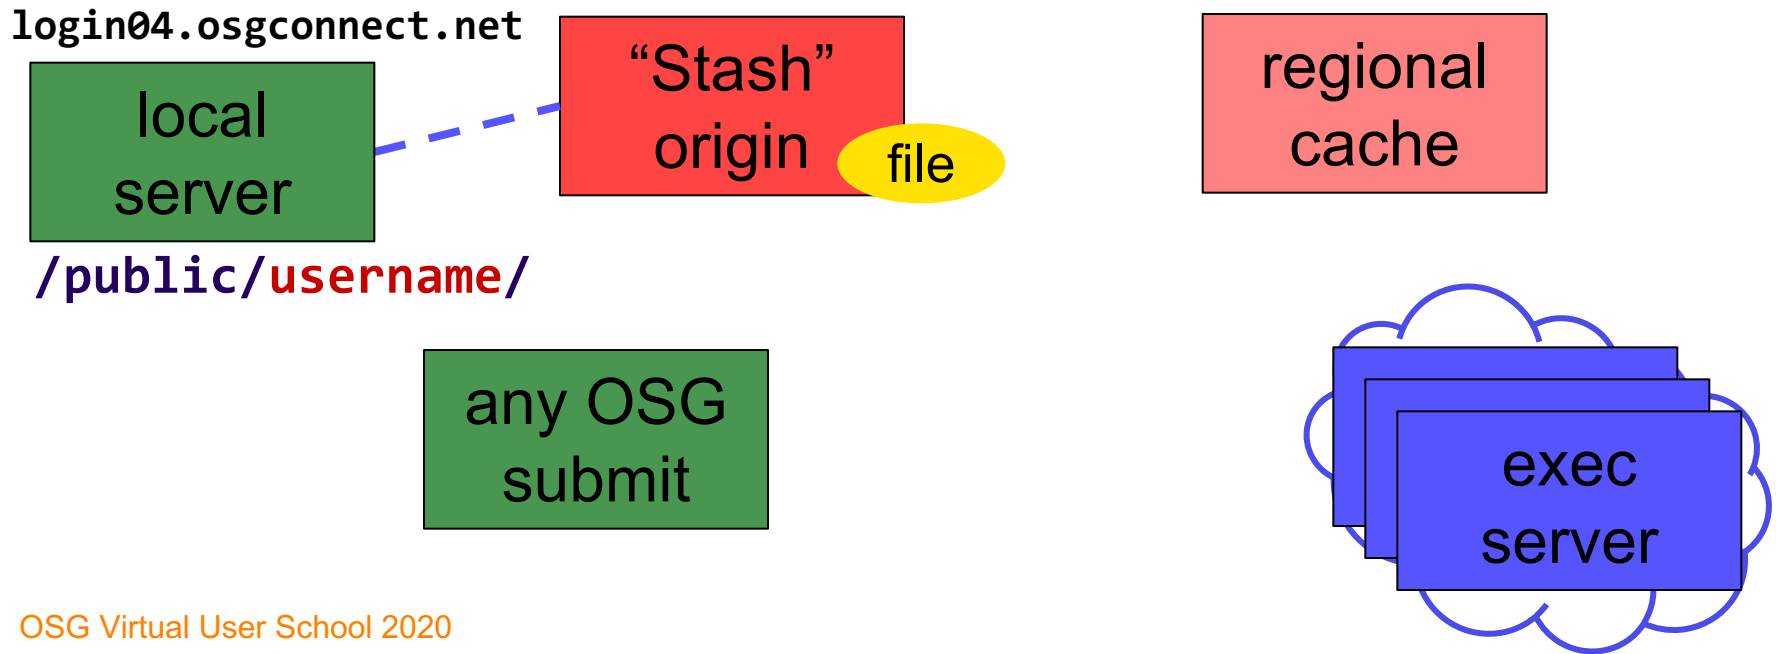 login04.osgconnect.net
local
server
“Stash”
origin
file
regional
cache
/public/username/
any OSG
submit
exec
server
OSG Virtual User School 2020